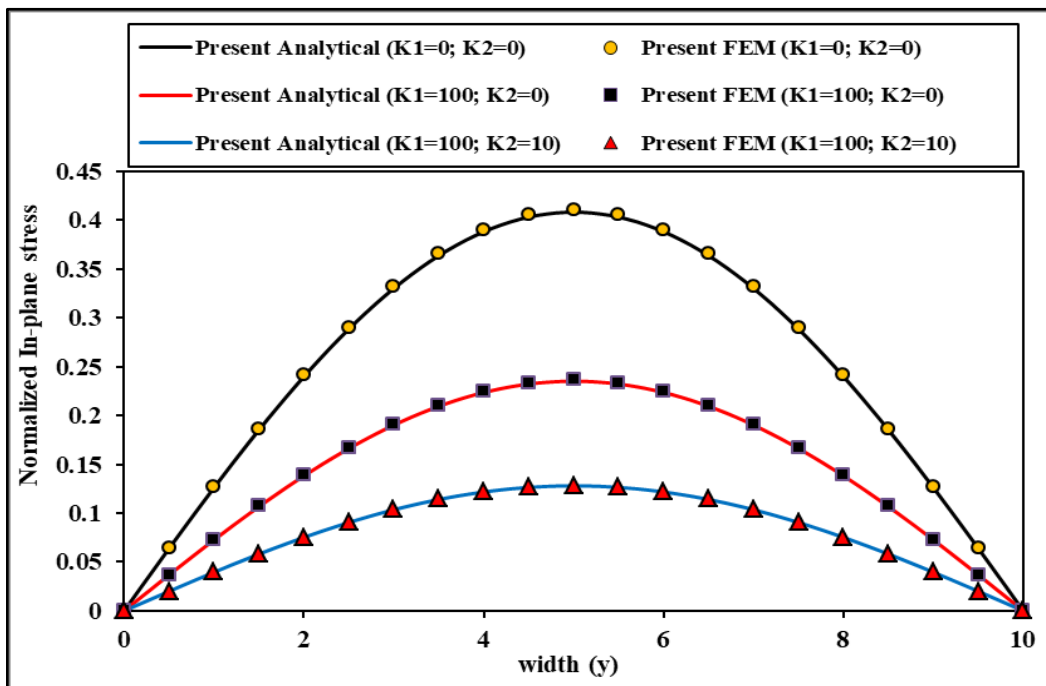 Present Analytical (K1=0; K2=0) Present FEM (K1=0; K2=0)
Present Analytical (K1=100; K2=0) Present FEM (K1=100; K2=0)
Present Analytical (K1=100; K2=10) Present FEM (K1=100; K2=10)
Normalized In-plane stress
0.45
0.4
0.35
0.3
0.25
0.2
0.15
0.1
0.05
0
0 2 4 6 8 10
width (y)